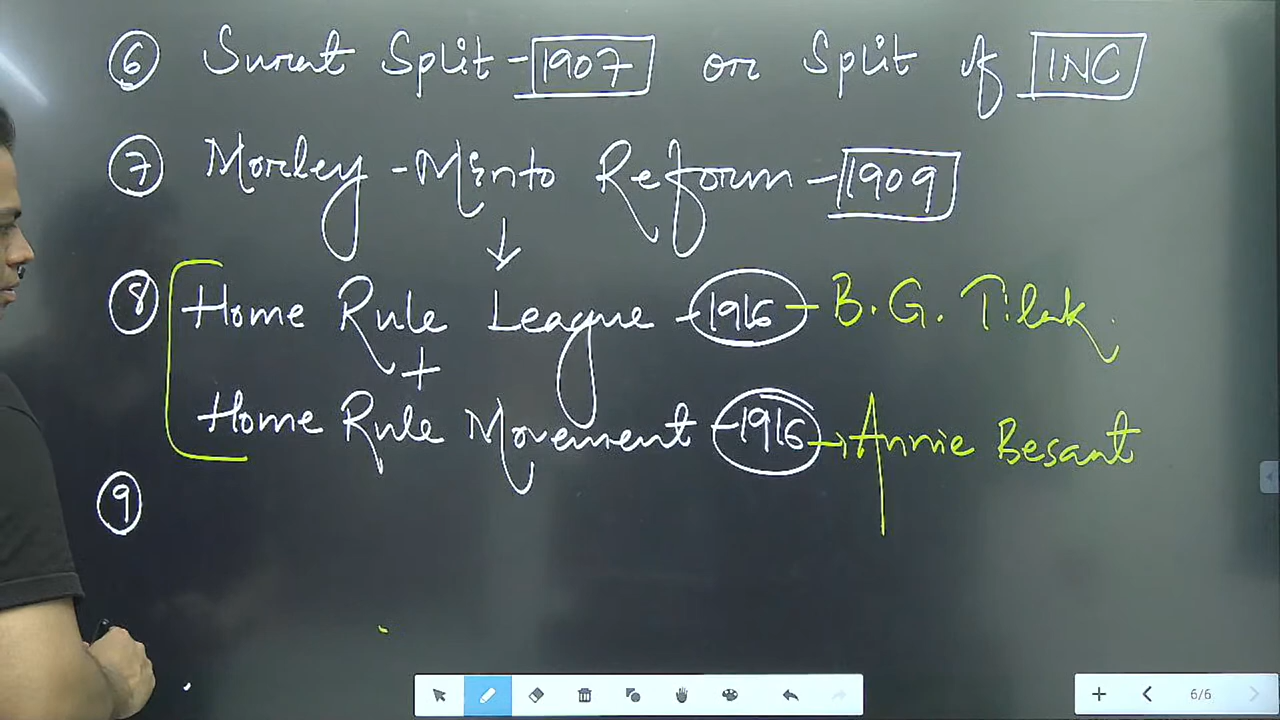 ⑥ Surat Split - 1907 or Split of INC
⑦ Morley - Minto Reform - 1909
↓
⑧ Home Rule League - 1916 - B.G. Tilak.
+
Home Rule Movement - 1916 → Annie Besant
⑨
6/6